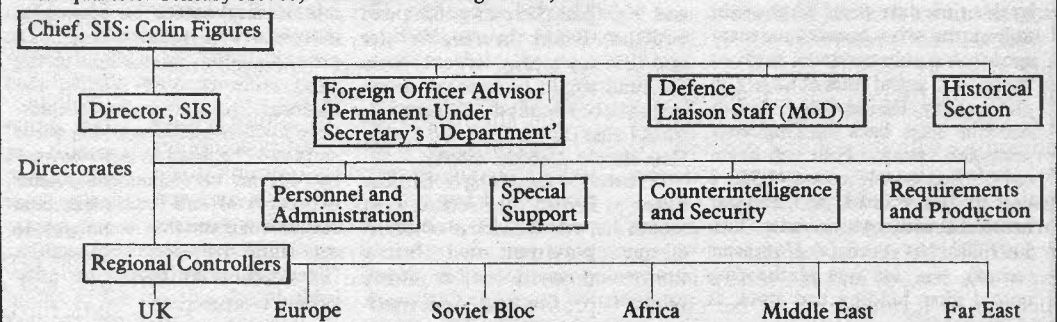 Chief, SIS: Colin Figures
Director, SIS
Foreign Officer Advisor
'Permanent Under
Secretary's Department'
Defence
Liaison Staff (MoD)
Historical
Section
Directorates
Personnel and
Administration
Special
Support
Counterintelligence
and Security
Requirements
and Production
Regional Controllers
UK Europe Soviet Bloc Africa Middle East Far East